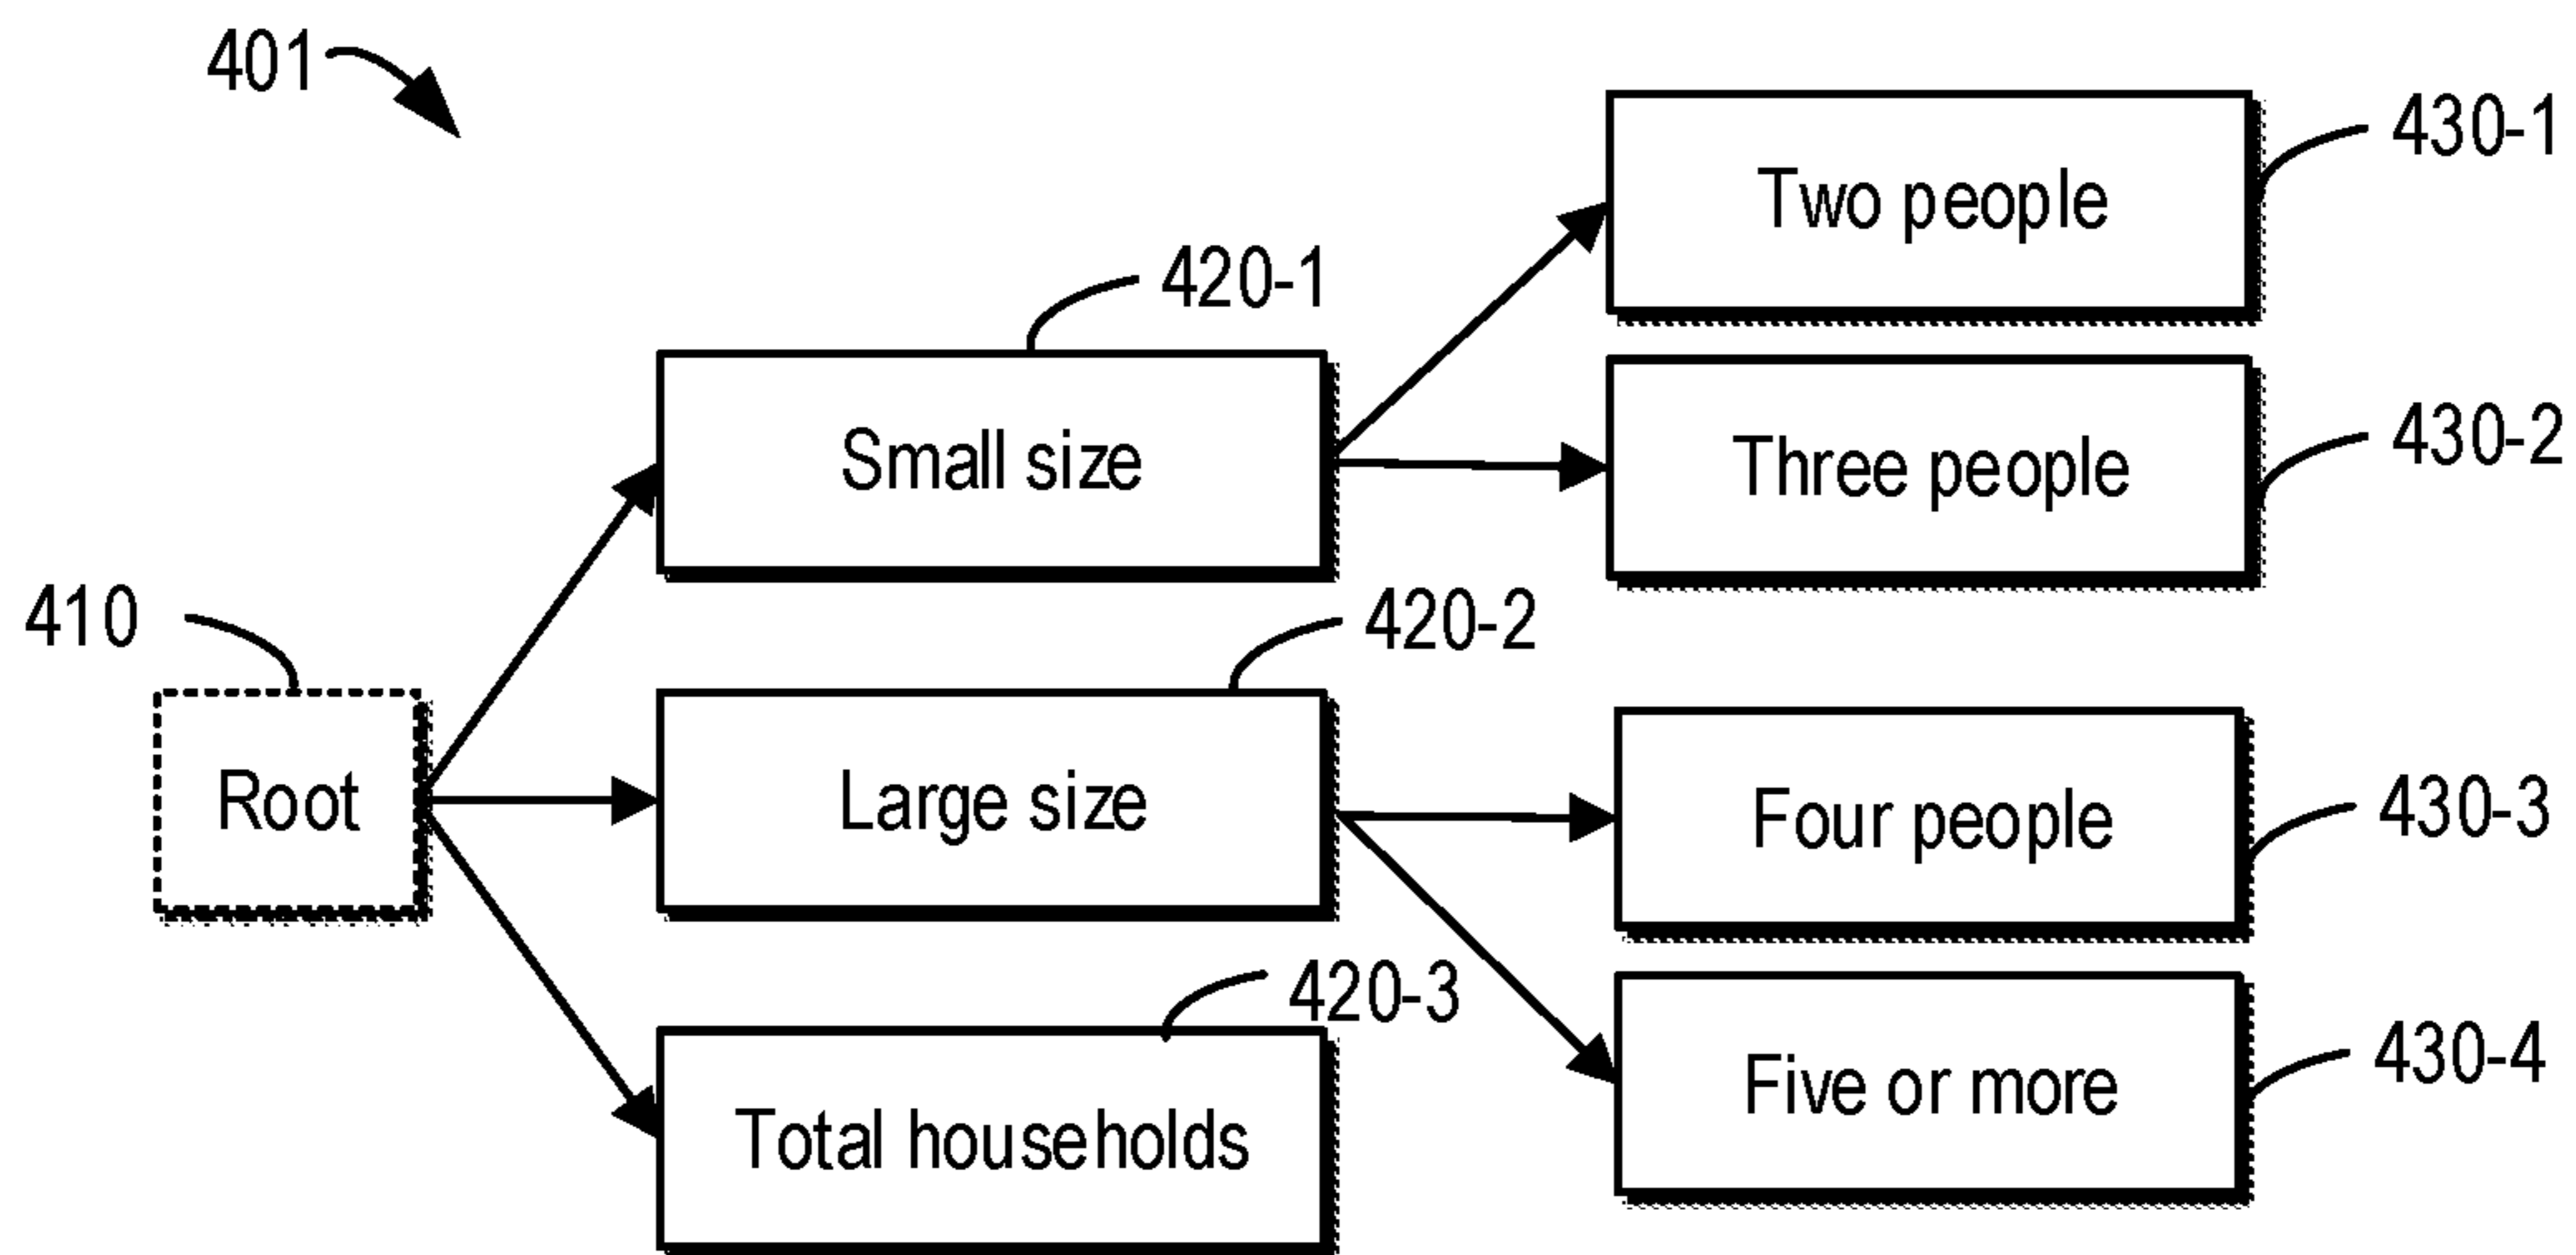 401
Two people
430-1
420-1
Small size
Three people
430-2
410
Root
420-2
Large size
Four people
430-3
420-3
Total households
Five or more
430-4